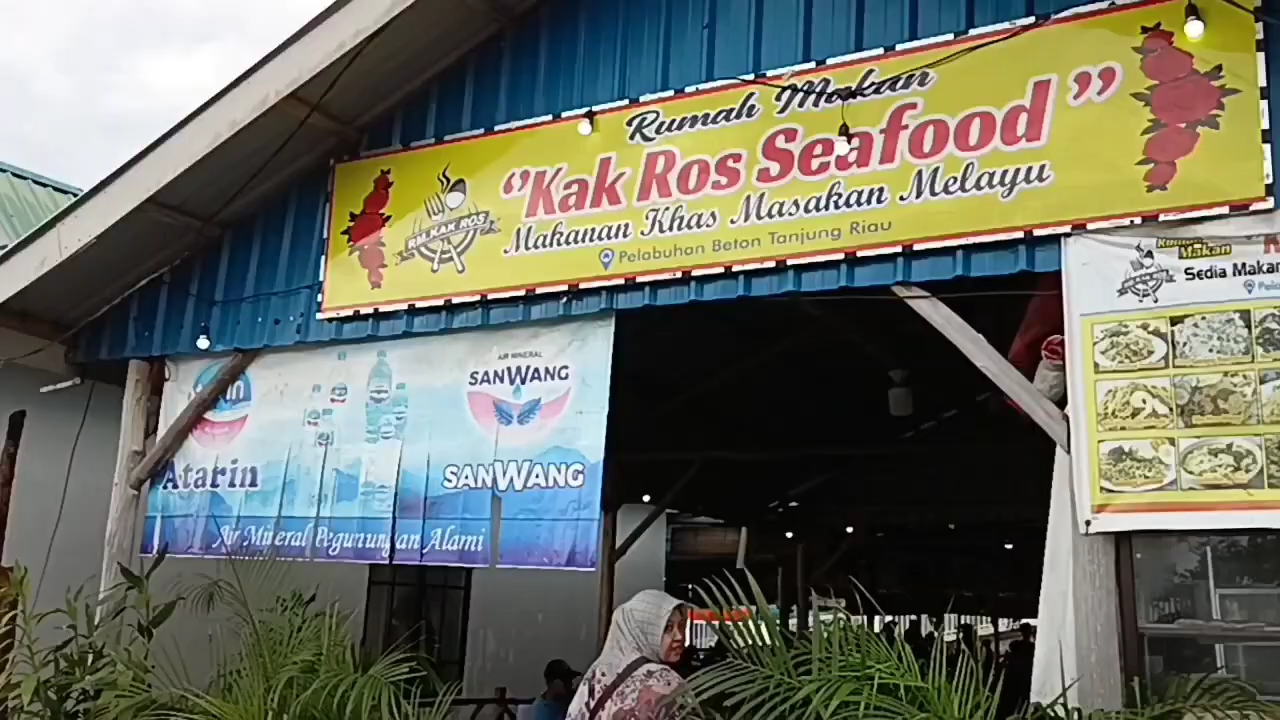 Rumah Makan
"Kak Ros Seafood"
Makanan Khas Masakan Melayu
Pelabuhan Beton Tanjung Riau
RM KAK ROS
Atarin
AIR MINERAL
SANWANG
SANWANG
Air Mineral Pegunungan Alami
Rumah Makan
Sedia Makan